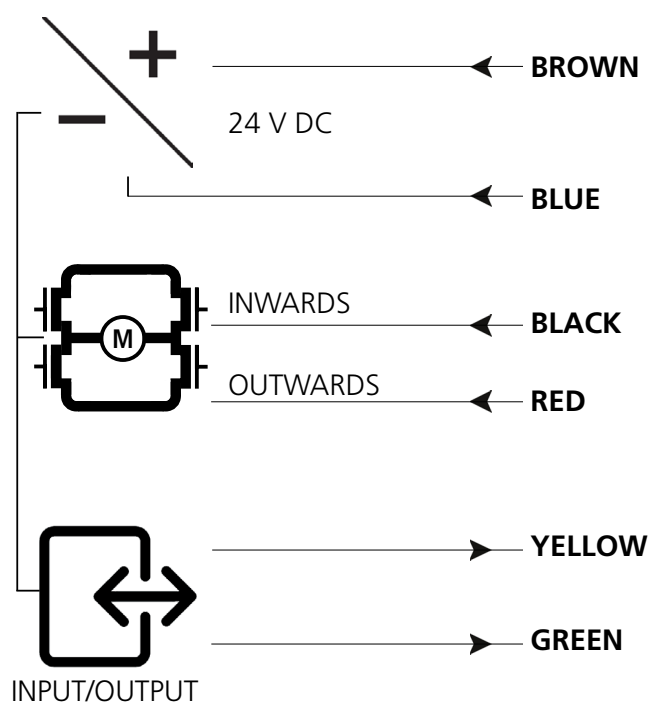 + BROWN
− 24 V DC
BLUE
INWARDS
M BLACK
OUTWARDS RED
YELLOW
GREEN
INPUT/OUTPUT